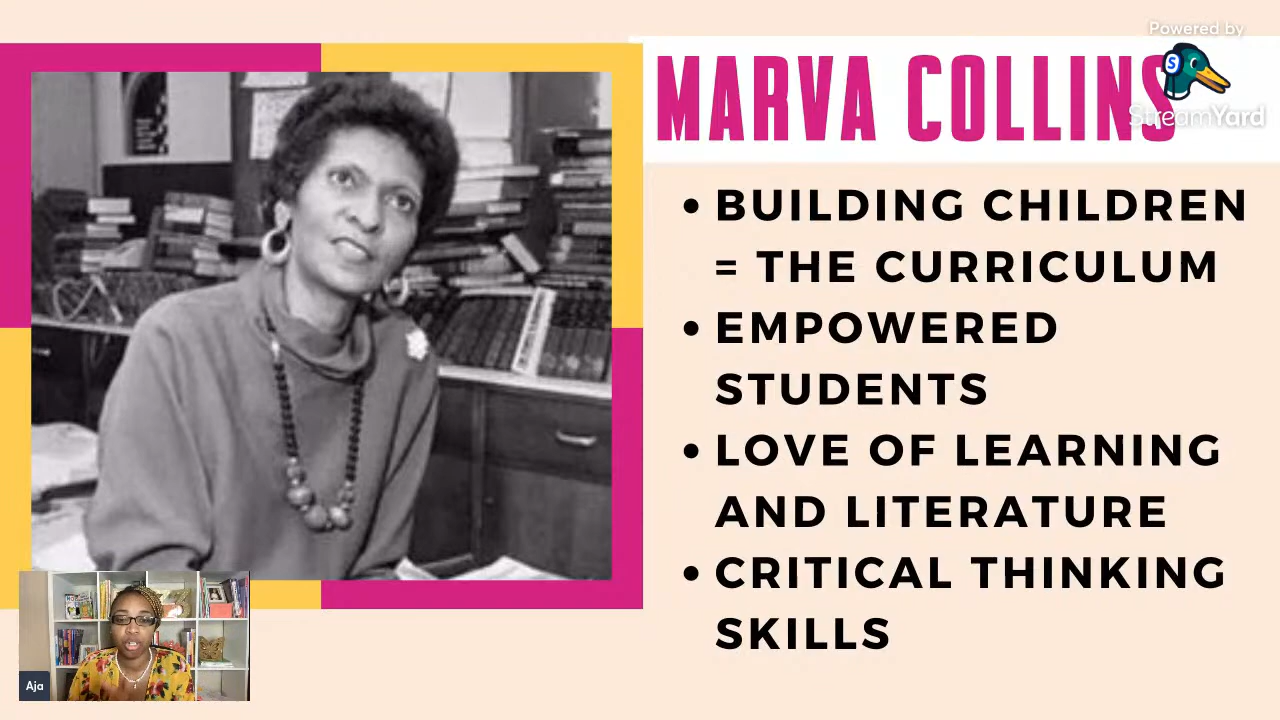 Powered by
StreamYard
MARVA COLLINS
• BUILDING CHILDREN
= THE CURRICULUM
• EMPOWERED
STUDENTS
• LOVE OF LEARNING
AND LITERATURE
• CRITICAL THINKING
SKILLS
Aja